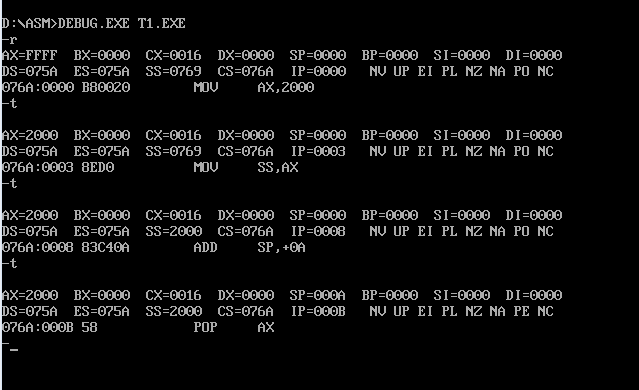 D:\ASM>DEBUG.EXE T1.EXE
-r
AX=FFFF  BX=0000  CX=0016  DX=0000  SP=0000  BP=0000  SI=0000  DI=0000
DS=075A  ES=075A  SS=0769  CS=076A  IP=0000   NV UP EI PL NZ NA PO NC
076A:0000 B80020        MOV     AX,2000
-t
AX=2000  BX=0000  CX=0016  DX=0000  SP=0000  BP=0000  SI=0000  DI=0000
DS=075A  ES=075A  SS=0769  CS=076A  IP=0003   NV UP EI PL NZ NA PO NC
076A:0003 8ED0          MOV     SS,AX
-t
AX=2000  BX=0000  CX=0016  DX=0000  SP=0000  BP=0000  SI=0000  DI=0000
DS=075A  ES=075A  SS=2000  CS=076A  IP=0008   NV UP EI PL NZ NA PO NC
076A:0008 83C40A        ADD     SP,+0A
-t
AX=2000  BX=0000  CX=0016  DX=0000  SP=000A  BP=0000  SI=0000  DI=0000
DS=075A  ES=075A  SS=2000  CS=076A  IP=000B   NV UP EI PL NZ NA PE NC
076A:000B 58            POP     AX
-_